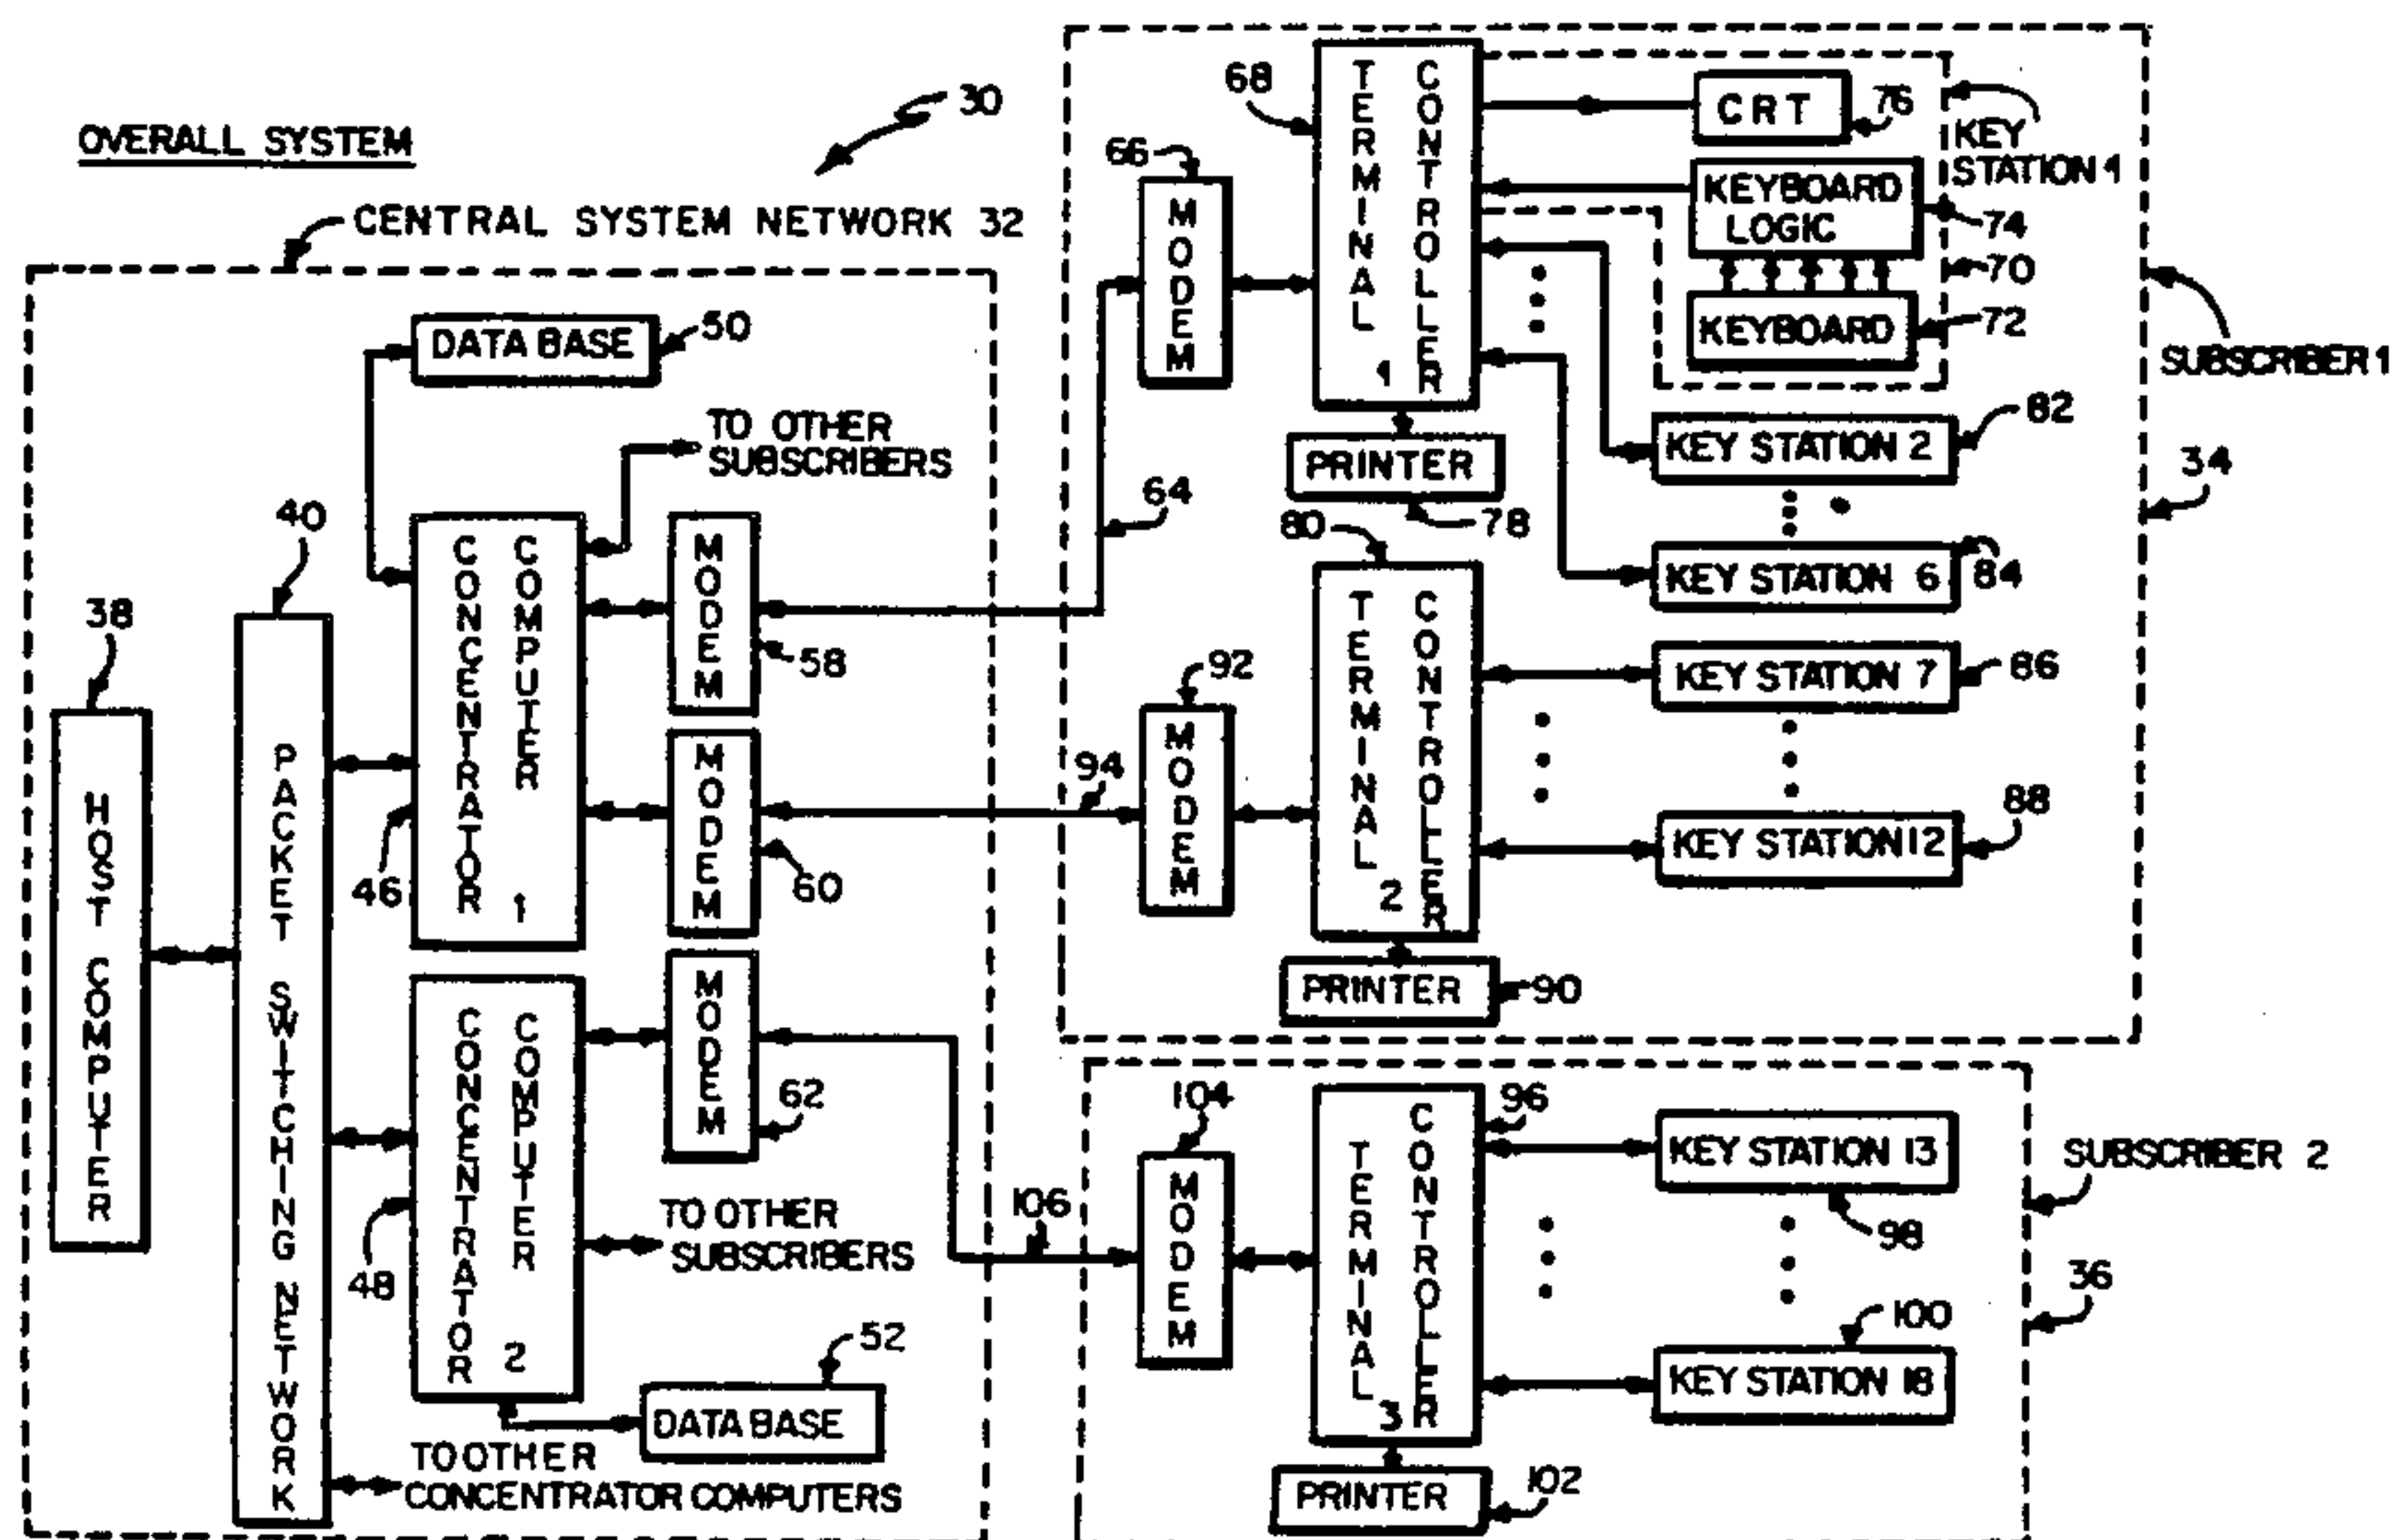 OVERALL SYSTEM
30
CENTRAL SYSTEM NETWORK 32
DATA BASE
50
TO OTHER
SUBSCRIBERS
40
38
HOST COMPUTER
PACKET SWITCHING NETWORK
CONCENTRATOR COMPUTER 1
46
MODEM
58
MODEM
60
CONCENTRATOR COMPUTER 2
48
MODEM
62
TO OTHER
SUBSCRIBERS
52
DATA BASE
TO OTHER
CONCENTRATOR COMPUTERS
64
94
106
66
MODEM
68
TERMINAL CONTROLLER 1
CRT
76
KEY
STATION 1
KEYBOARD
LOGIC
74
70
KEYBOARD
72
SUBSCRIBER 1
34
PRINTER
78
KEY STATION 2
82
KEY STATION 6
84
80
92
MODEM
TERMINAL CONTROLLER 2
KEY STATION 7
86
KEY STATION 12
88
PRINTER
90
104
MODEM
TERMINAL CONTROLLER 3
96
KEY STATION 13
98
SUBSCRIBER 2
36
100
KEY STATION 18
PRINTER
102